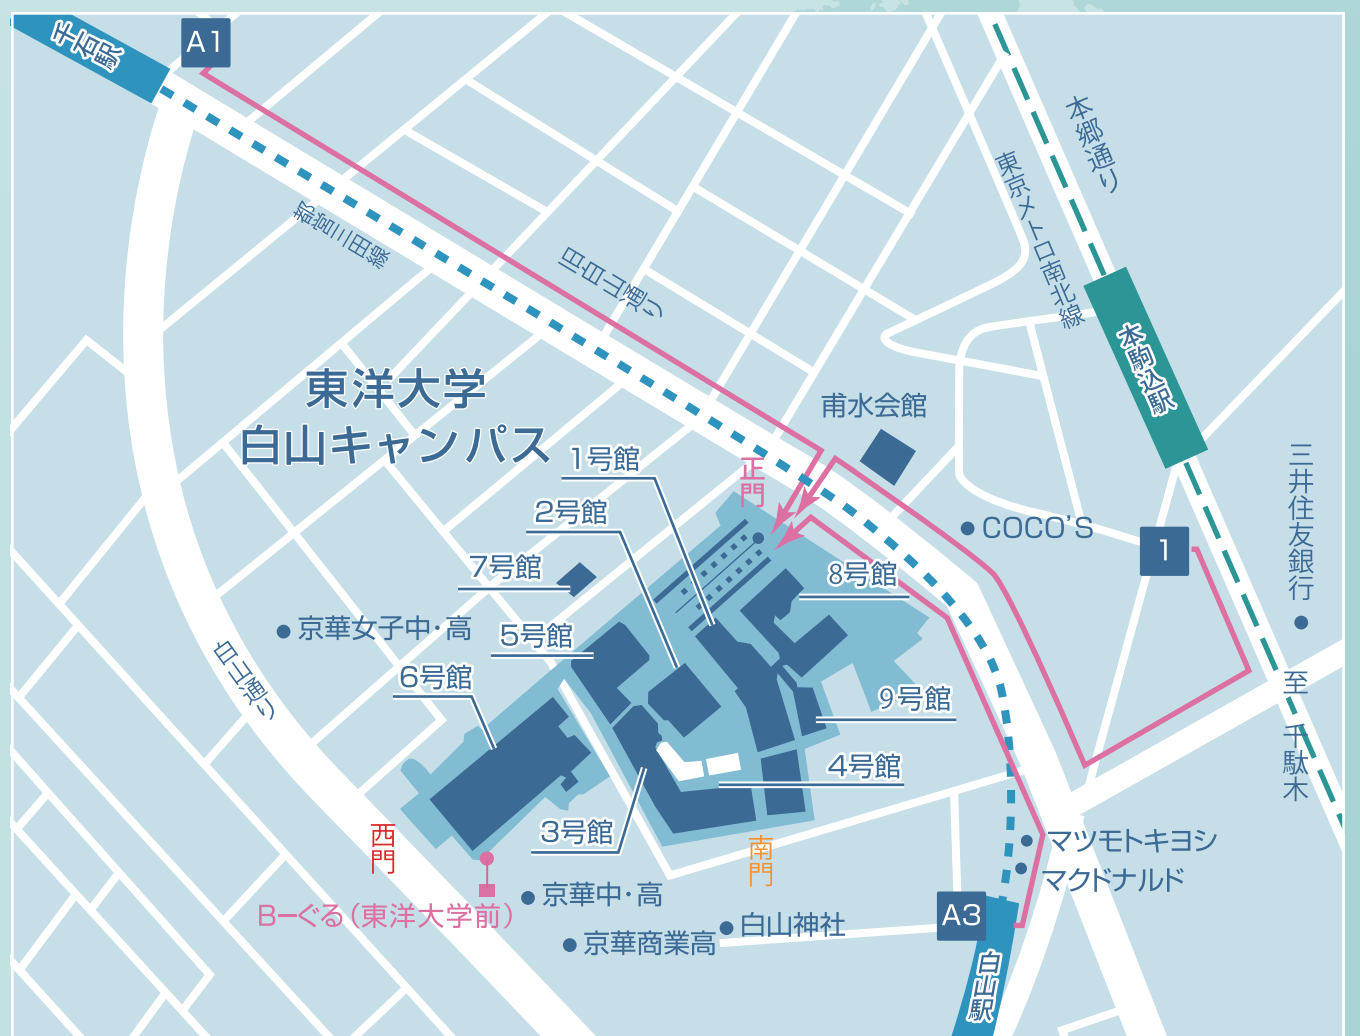 千石駅
A1
本郷通り
東京メトロ南北線
都営三田線
旧白山通り
本駒込駅
東洋大学
白山キャンパス
甫水会館
1号館
正門
2号館
COCO'S
三井住友銀行
1
7号館
8号館
京華女子中・高
5号館
6号館
白山通り
9号館
至 千駄木
4号館
3号館
西門
南門
マツモトキヨシ
マクドナルド
京華中・高
Bーぐる(東洋大学前)
A3
白山神社
京華商業高
白山駅